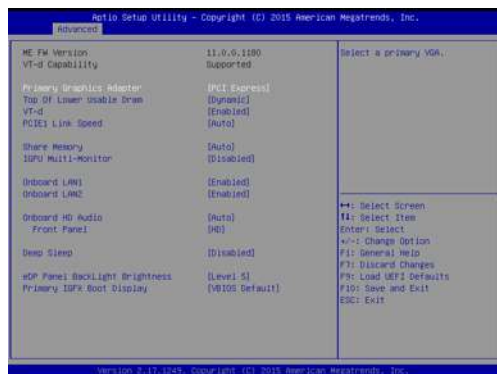 Aptio Setup Utility - Copyright (C) 2015 American Megatrends, Inc.
Advanced
ME FW Version 11.0.0.1180
VT-d Capability Supported
Select a primary VGA.
Primary Graphics Adapter [PCI Express]
Top Of Lower Usable Dram [Dynamic]
VT-d [Enabled]
PCIE1 Link Speed [Auto]
Share Memory [Auto]
IGPU Multi-Monitor [Disabled]
Onboard LAN1 [Enabled]
Onboard LAN2 [Enabled]
Onboard HD Audio [Auto]
Front Panel [HD]
Deep Sleep [Disabled]
eDP Panel BackLight Brightness [Level 5]
Primary IGFX Boot Display [VBIOS Default]
↔: Select Screen
↑↓: Select Item
Enter: Select
+/-: Change Option
F1: General Help
F7: Discard Changes
F9: Load UEFI Defaults
F10: Save and Exit
ESC: Exit
Version 2.17.1249. Copyright (C) 2015 American Megatrends, Inc.